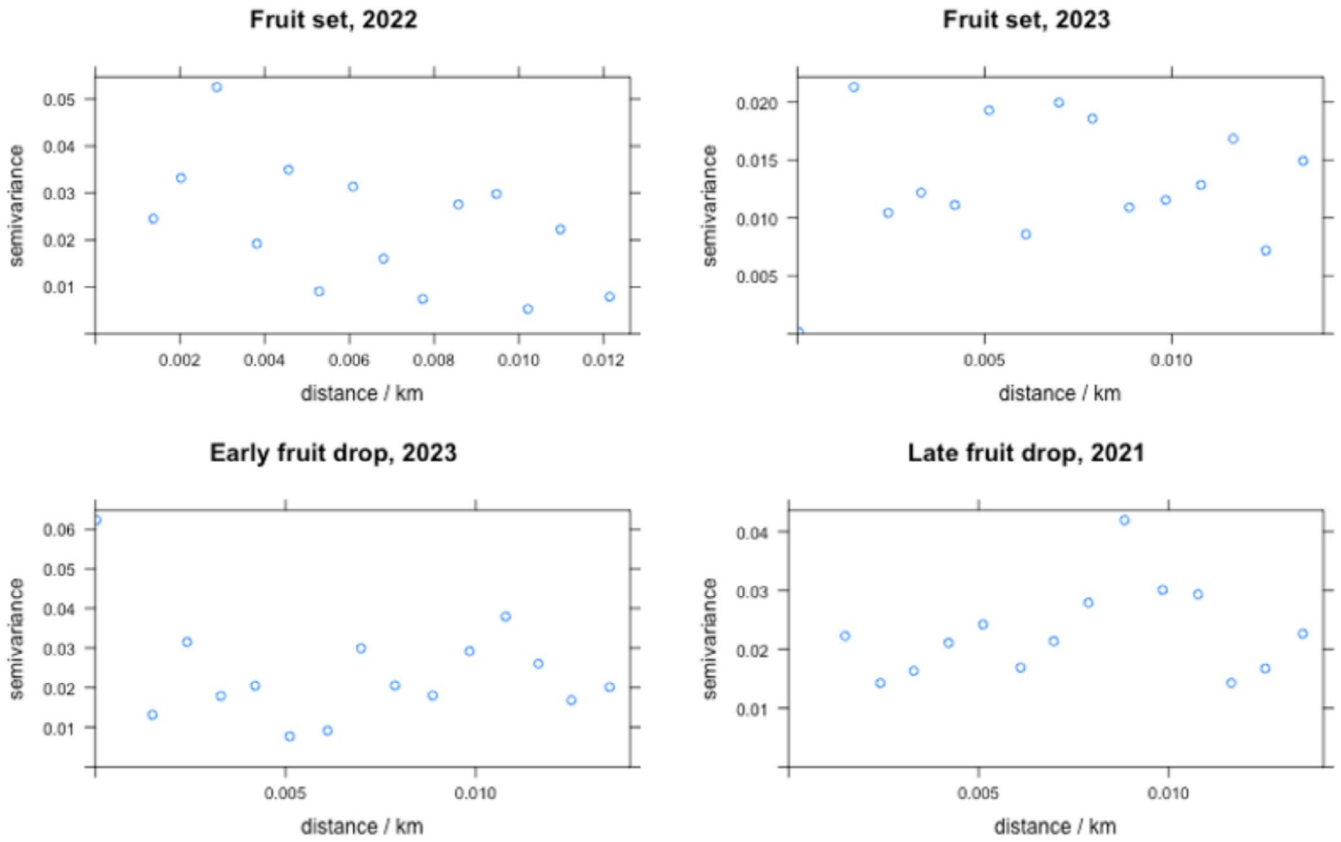 Fruit set, 2022
semivariance
0.05
0.04
0.03
0.02
0.01
0.002 0.004 0.006 0.008 0.010 0.012
distance / km
Fruit set, 2023
semivariance
0.020
0.015
0.010
0.005
0.005 0.010
distance / km
Early fruit drop, 2023
semivariance
0.06
0.05
0.04
0.03
0.02
0.01
0.005 0.010
distance / km
Late fruit drop, 2021
semivariance
0.04
0.03
0.02
0.01
0.005 0.010
distance / km